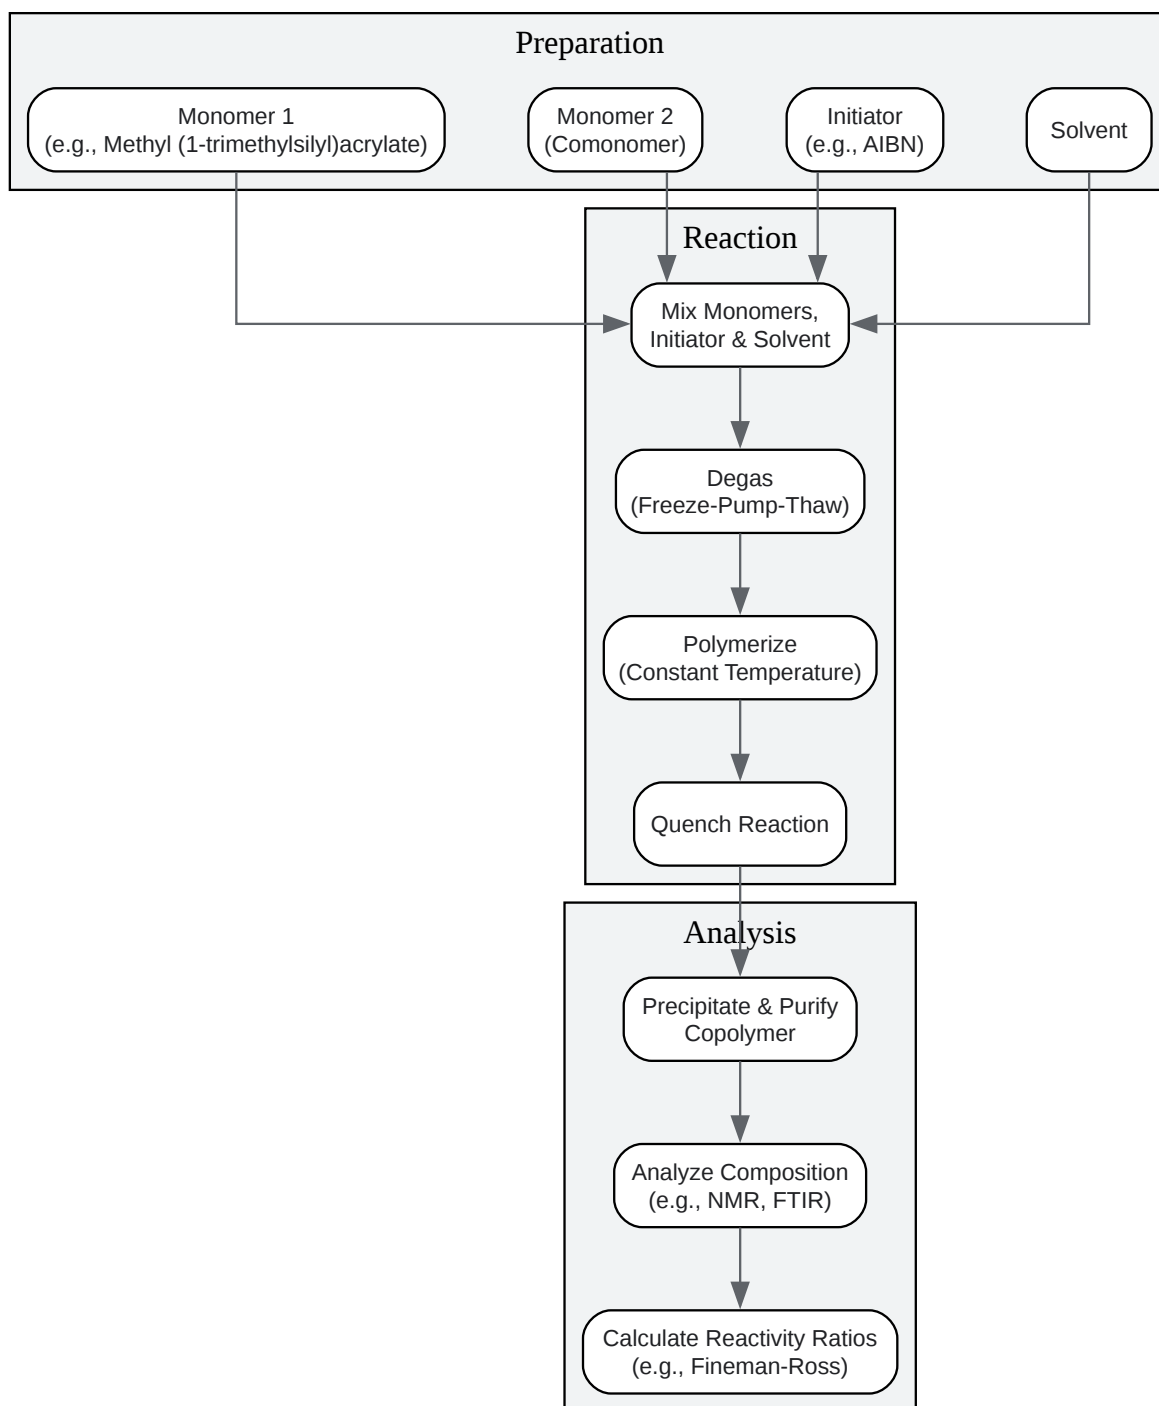 Preparation
Monomer 1
(e.g., Methyl (1-trimethylsilyl)acrylate)
Monomer 2
(Comonomer)
Initiator
(e.g., AIBN)
Solvent
Reaction
Mix Monomers,
Initiator & Solvent
Degas
(Freeze-Pump-Thaw)
Polymerize
(Constant Temperature)
Quench Reaction
Analysis
Precipitate & Purify
Copolymer
Analyze Composition
(e.g., NMR, FTIR)
Calculate Reactivity Ratios
(e.g., Fineman-Ross)